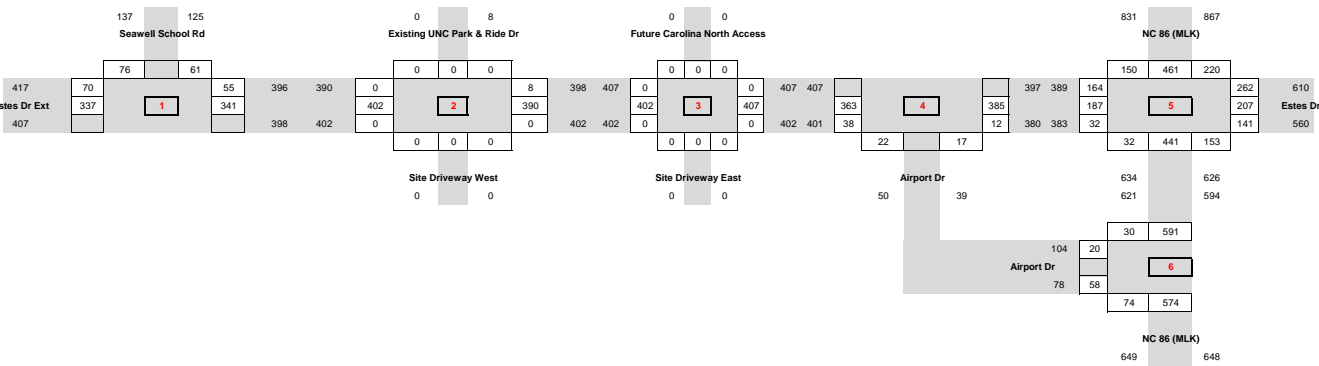 137 125 0 8 0 0 831 867
Seawell School Rd Existing UNC Park & Ride Dr Future Carolina North Access NC 86 (MLK)
76 61 0 0 0 0 0 0 150 461 220
417 70 55 396 390 0 8 398 407 0 0 407 407 397 389 164 262 610
stes Dr Ext 337 1 341 402 2 390 402 3 407 363 4 385 187 5 207 Estes Dr
407 398 402 0 0 402 402 0 0 402 401 38 12 380 383 32 141 560
0 0 0 0 0 0 22 17 32 441 153
Site Driveway West Site Driveway East Airport Dr 634 626
0 0 0 0 50 39 621 594
30 591
104 20
Airport Dr 6
78 58
74 574
NC 86 (MLK)
649 648